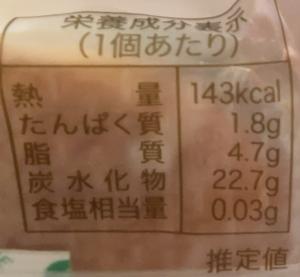 栄養成分表示
(1個あたり)
熱量 143kcal
たんぱく質 1.8g
脂質 4.7g
炭水化物 22.7g
食塩相当量 0.03g
推定値